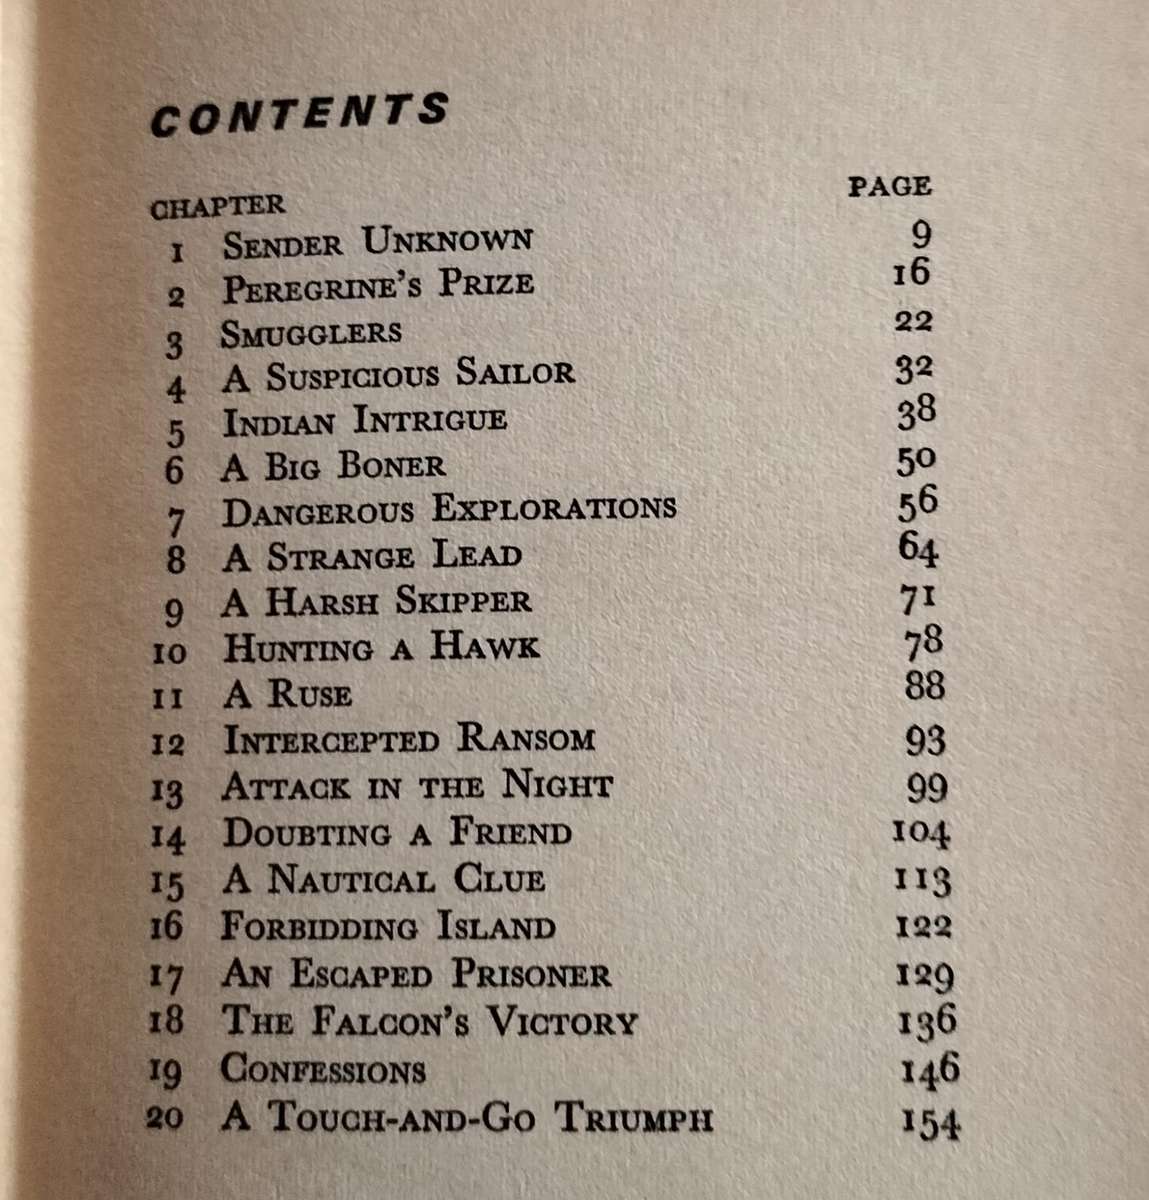 CONTENTS
CHAPTER PAGE
1 Sender Unknown 9
2 Peregrine's Prize 16
3 Smugglers 22
4 A Suspicious Sailor 32
5 Indian Intrigue 38
6 A Big Boner 50
7 Dangerous Explorations 56
8 A Strange Lead 64
9 A Harsh Skipper 71
10 Hunting a Hawk 78
11 A Ruse 88
12 Intercepted Ransom 93
13 Attack in the Night 99
14 Doubting a Friend 104
15 A Nautical Clue 113
16 Forbidding Island 122
17 An Escaped Prisoner 129
18 The Falcon's Victory 136
19 Confessions 146
20 A Touch-and-Go Triumph 154